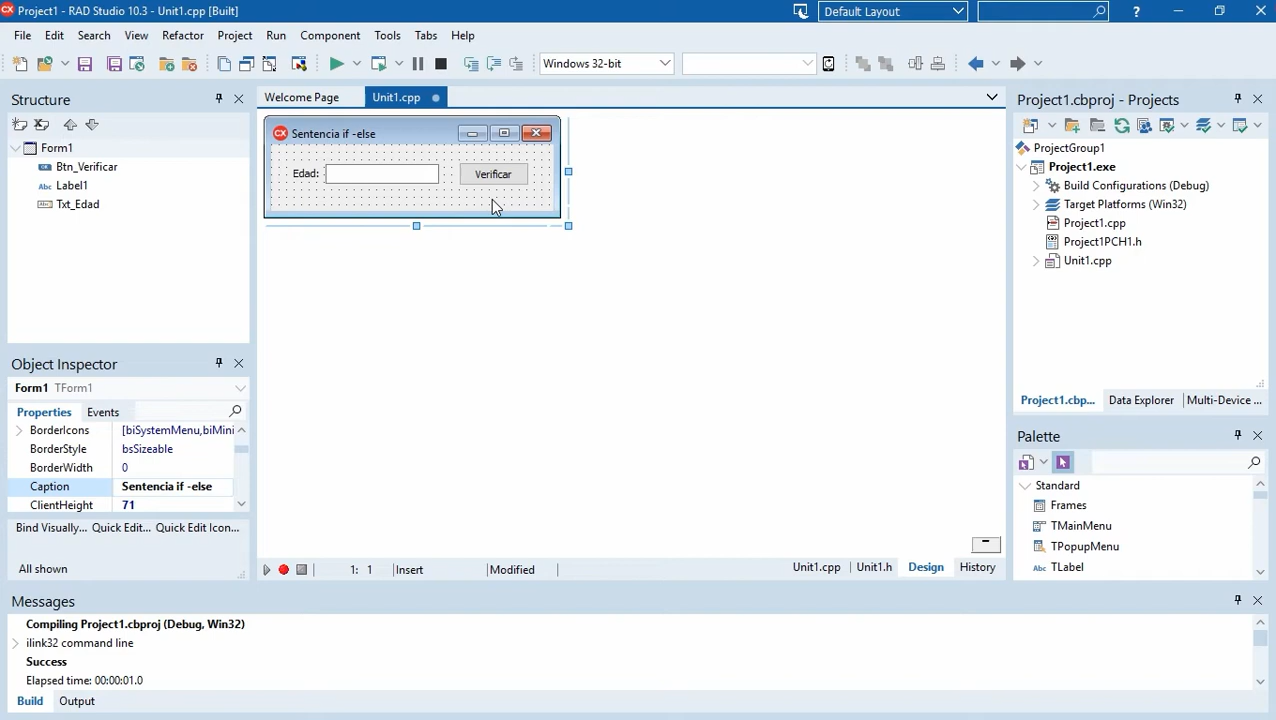 Project1 - RAD Studio 10.3 - Unit1.cpp [Built]
Default Layout
?
File Edit Search View Refactor Project Run Component Tools Tabs Help
Windows 32-bit
Structure
Form1
Btn_Verificar
Label1
Txt_Edad
Object Inspector
Form1 TForm1
Properties Events
BorderIcons [biSystemMenu,biMini
BorderStyle bsSizeable
BorderWidth 0
Caption Sentencia if -else
ClientHeight 71
Bind Visually... Quick Edit... Quick Edit Icon...
All shown
Welcome Page Unit1.cpp
Sentencia if -else
Edad: Verificar
1: 1 Insert Modified Unit1.cpp Unit1.h Design History
Project1.cbproj - Projects
ProjectGroup1
Project1.exe
Build Configurations (Debug)
Target Platforms (Win32)
Project1.cpp
Project1PCH1.h
Unit1.cpp
Project1.cbp... Data Explorer Multi-Device ...
Palette
Standard
Frames
TMainMenu
TPopupMenu
Abc TLabel
Messages
Compiling Project1.cbproj (Debug, Win32)
ilink32 command line
Success
Elapsed time: 00:00:01.0
Build Output